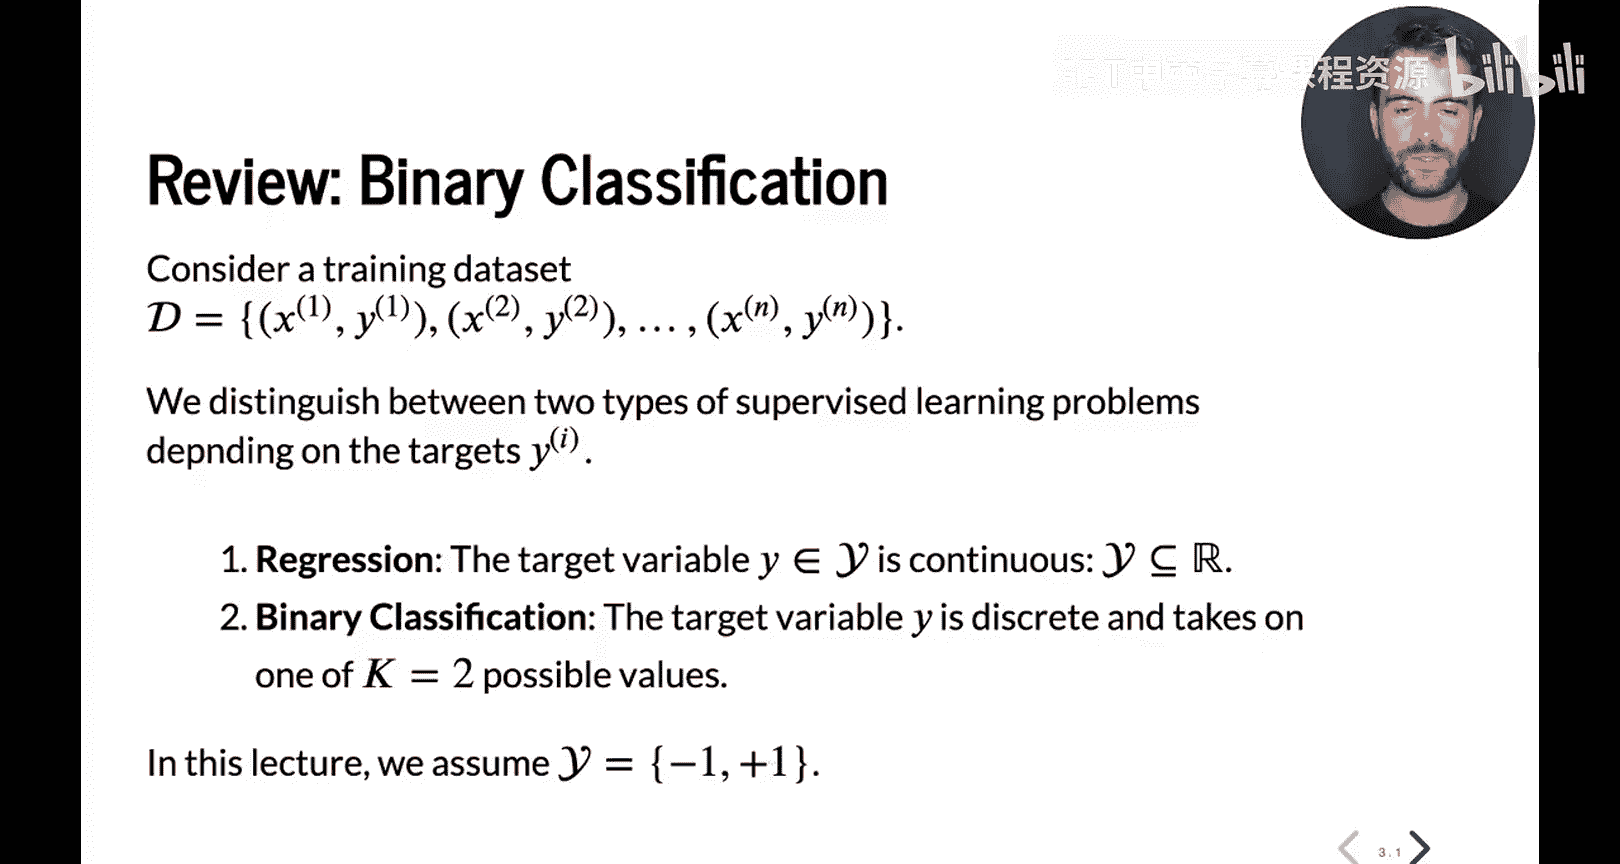 程资源 bilibili
Review: Binary Classification
Consider a training dataset
𝒟 = {(x⁽¹⁾, y⁽¹⁾), (x⁽²⁾, y⁽²⁾), … , (x⁽ⁿ⁾, y⁽ⁿ⁾)}.
We distinguish between two types of supervised learning problems
depnding on the targets y⁽ⁱ⁾.
1. Regression: The target variable y ∈ 𝒴 is continuous: 𝒴 ⊆ ℝ.
2. Binary Classification: The target variable y is discrete and takes on
one of K = 2 possible values.
In this lecture, we assume 𝒴 = {−1, +1}.
3.1